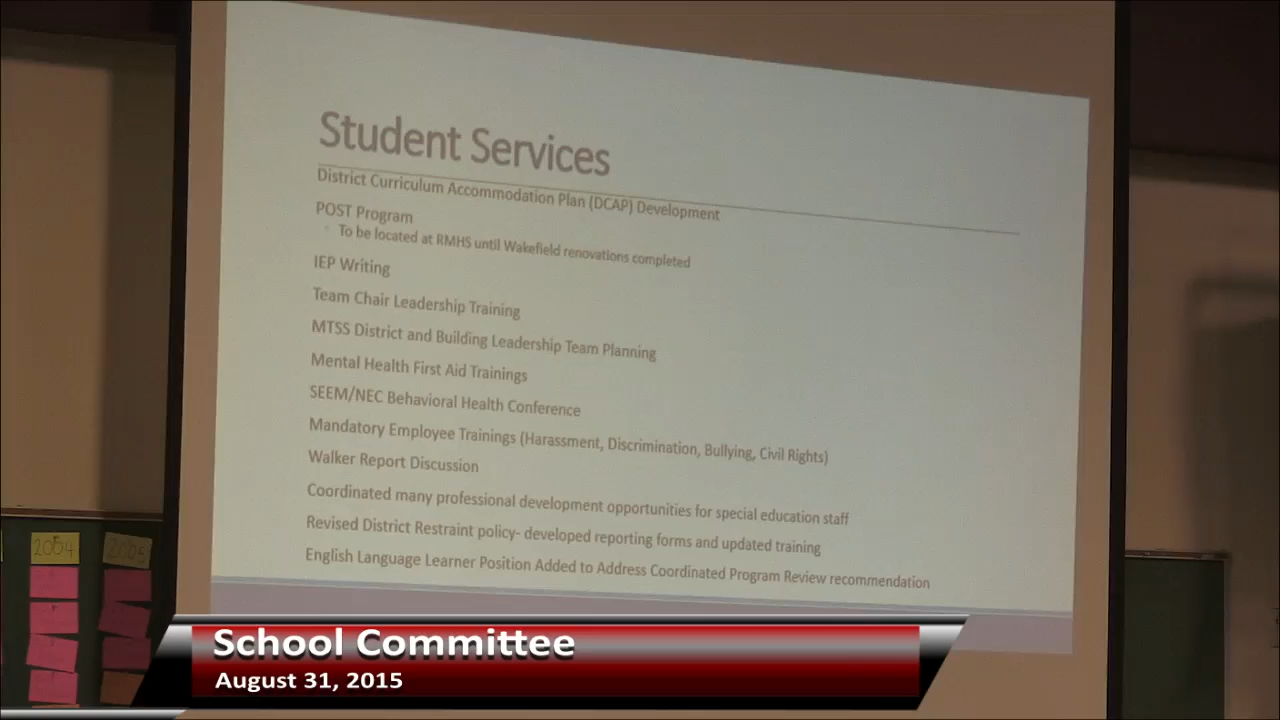 Student Services
District Curriculum Accommodation Plan (DCAP) Development
POST Program
To be located at RMHS until Wakefield renovations completed
IEP Writing
Team Chair Leadership Training
MTSS District and Building Leadership Team Planning
Mental Health First Aid Trainings
SEEM/NEC Behavioral Health Conference
Mandatory Employee Trainings (Harassment, Discrimination, Bullying, Civil Rights)
Walker Report Discussion
Coordinated many professional development opportunities for special education staff
Revised District Restraint policy- developed reporting forms and updated training
English Language Learner Position Added to Address Coordinated Program Review recommendation
2004
2005
School Committee
August 31, 2015